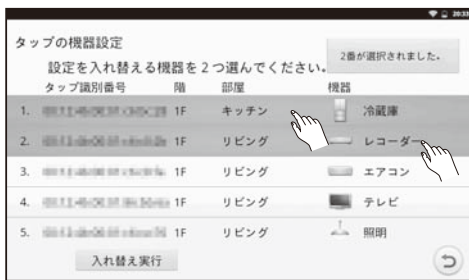 20:33
タップの機器設定
2番が選択されました。
設定を入れ替える機器を2つ選んでください。
タップ識別番号 階 部屋 機器
1. 1F キッチン 冷蔵庫
2. 1F リビング レコーダー
3. 1F リビング エアコン
4. 1F リビング テレビ
5. 1F リビング 照明
入れ替え実行